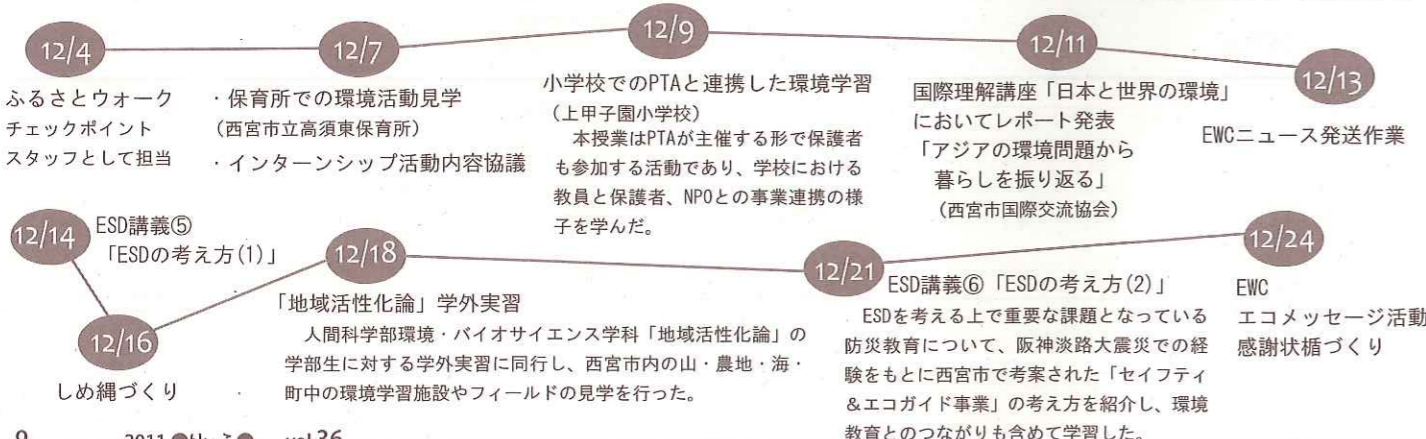 12/4
ふるさとウォーク
チェックポイント
スタッフとして担当
12/7
・保育所での環境活動見学
（西宮市立高須東保育所）
・インターンシップ活動内容協議
12/9
小学校でのPTAと連携した環境学習
（上甲子園小学校）
本授業はPTAが主催する形で保護者
も参加する活動であり、学校における
教員と保護者、NPOとの事業連携の様
子を学んだ。
12/11
国際理解講座「日本と世界の環境」
においてレポート発表
「アジアの環境問題から
暮らしを振り返る」
（西宮市国際交流協会）
12/13
EWCニュース発送作業
12/14
ESD講義⑤
「ESDの考え方(1)」
12/16
しめ縄づくり
12/18
「地域活性化論」学外実習
人間科学部環境・バイオサイエンス学科「地域活性化論」の
学部生に対する学外実習に同行し、西宮市内の山・農地・海・
町中の環境学習施設やフィールドの見学を行った。
12/21
ESD講義⑥「ESDの考え方(2)」
ESDを考える上で重要な課題となっている
防災教育について、阪神淡路大震災での経
験をもとに西宮市で考案された「セイフティ
＆エコガイド事業」の考え方を紹介し、環境
教育とのつながりも含めて学習した。
12/24
EWC
エコメッセージ活動
感謝状楯づくり
9
2011
vol.36